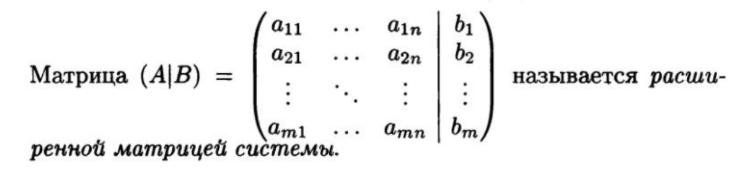 Матрица (A|B) = ( a₁₁ … a₁ₙ | b₁
a₂₁ … a₂ₙ | b₂
⋮ ⋱ ⋮ | ⋮
aₘ₁ … aₘₙ | bₘ ) называется расши-
ренной матрицей системы.